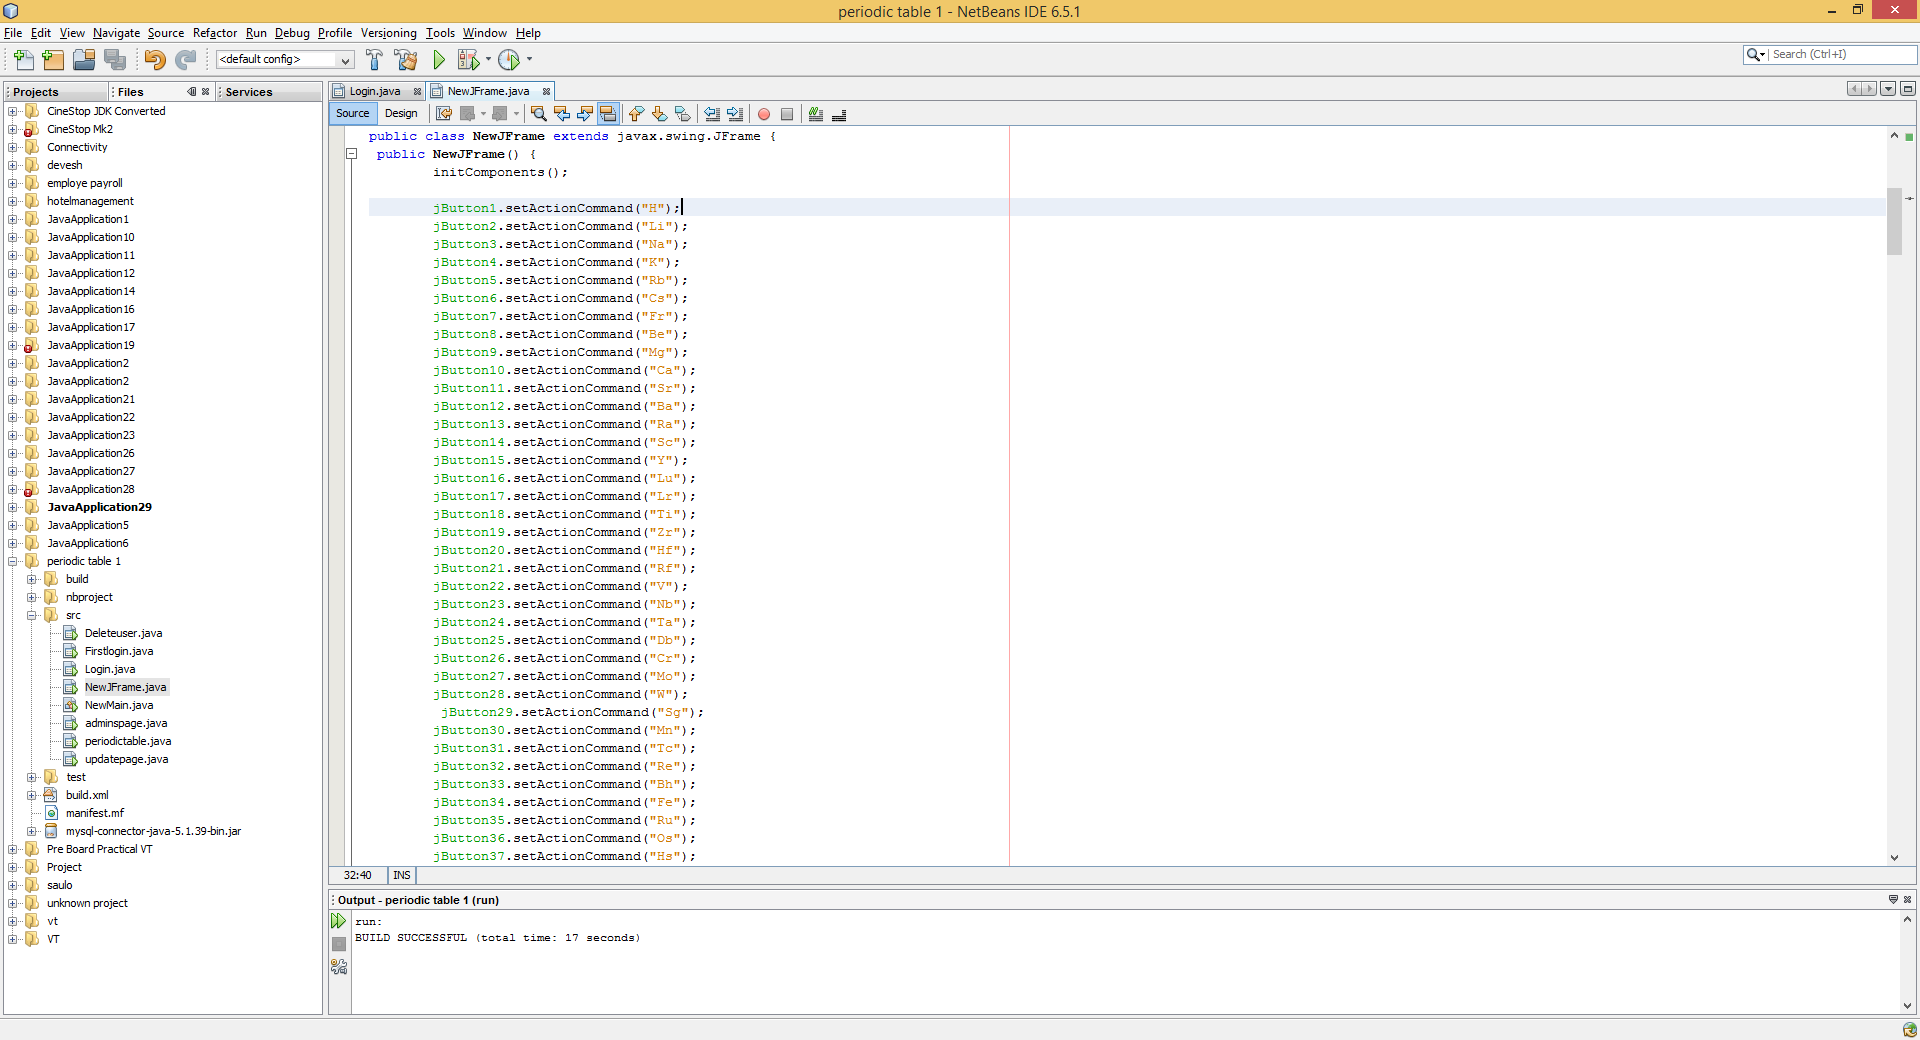 periodic table 1 - NetBeans IDE 6.5.1
File Edit View Navigate Source Refactor Run Debug Profile Versioning Tools Window Help
<default config>
Search (Ctrl+I)
Projects Files Services
CineStop JDK Converted
CineStop Mk2
Connectivity
devesh
employe payroll
hotelmanagement
JavaApplication1
JavaApplication10
JavaApplication11
JavaApplication12
JavaApplication14
JavaApplication16
JavaApplication17
JavaApplication19
JavaApplication2
JavaApplication2
JavaApplication21
JavaApplication22
JavaApplication23
JavaApplication26
JavaApplication27
JavaApplication28
JavaApplication29
JavaApplication5
JavaApplication6
periodic table 1
build
nbproject
src
Deleteuser.java
Firstlogin.java
Login.java
NewJFrame.java
NewMain.java
adminspage.java
periodictable.java
updatepage.java
test
build.xml
manifest.mf
mysql-connector-java-5.1.39-bin.jar
Pre Board Practical VT
Project
saulo
unknown project
vt
VT
Login.java NewJFrame.java
Source Design
public class NewJFrame extends javax.swing.JFrame {
public NewJFrame() {
initComponents();
jButton1.setActionCommand("H");
jButton2.setActionCommand("Li");
jButton3.setActionCommand("Na");
jButton4.setActionCommand("K");
jButton5.setActionCommand("Rb");
jButton6.setActionCommand("Cs");
jButton7.setActionCommand("Fr");
jButton8.setActionCommand("Be");
jButton9.setActionCommand("Mg");
jButton10.setActionCommand("Ca");
jButton11.setActionCommand("Sr");
jButton12.setActionCommand("Ba");
jButton13.setActionCommand("Ra");
jButton14.setActionCommand("Sc");
jButton15.setActionCommand("Y");
jButton16.setActionCommand("Lu");
jButton17.setActionCommand("Lr");
jButton18.setActionCommand("Ti");
jButton19.setActionCommand("Zr");
jButton20.setActionCommand("Hf");
jButton21.setActionCommand("Rf");
jButton22.setActionCommand("V");
jButton23.setActionCommand("Nb");
jButton24.setActionCommand("Ta");
jButton25.setActionCommand("Db");
jButton26.setActionCommand("Cr");
jButton27.setActionCommand("Mo");
jButton28.setActionCommand("W");
jButton29.setActionCommand("Sg");
jButton30.setActionCommand("Mn");
jButton31.setActionCommand("Tc");
jButton32.setActionCommand("Re");
jButton33.setActionCommand("Bh");
jButton34.setActionCommand("Fe");
jButton35.setActionCommand("Ru");
jButton36.setActionCommand("Os");
jButton37.setActionCommand("Hs");
32:40 INS
Output - periodic table 1 (run)
run:
BUILD SUCCESSFUL (total time: 17 seconds)